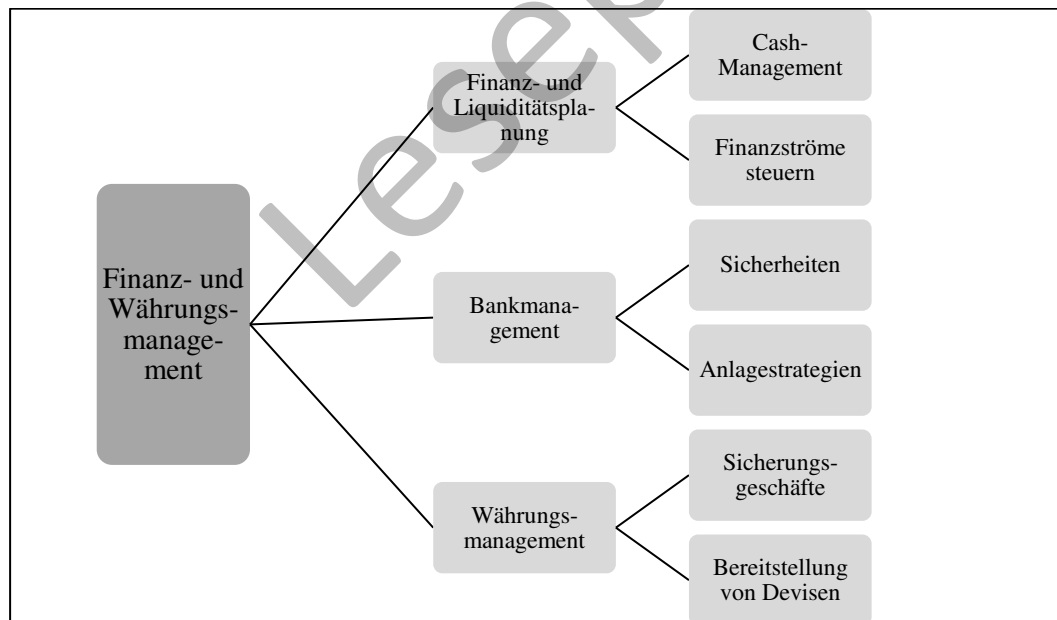 Finanz- und
Währungs-
manage-
ment
Finanz- und
Liquiditätspla-
nung
Cash-
Management
Finanzströme
steuern
Bankmana-
gement
Sicherheiten
Anlagestrategien
Währungs-
management
Sicherungs-
geschäfte
Bereitstellung
von Devisen
Lesep